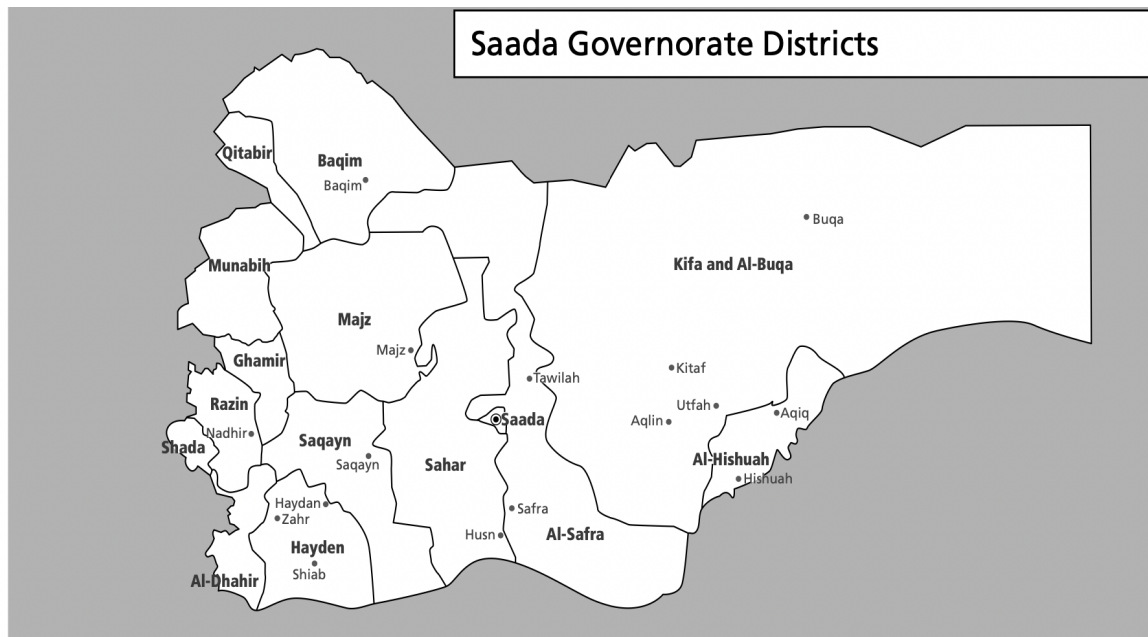 Saada Governorate Districts
Qitabir
Baqim
Baqim
Buqa
Munabih
Kifa and Al-Buqa
Majz
Majz
Ghamir
Kitaf
Tawilah
Razin
Utfah
Aqiq
Saada
Aqlin
Nadhir
Shada
Saqayn
Saqayn
Sahar
Al-Hishuah
Hishuah
Haydan
Zahr
Safra
Husn
Al-Safra
Hayden
Shiab
Al-Dhahir